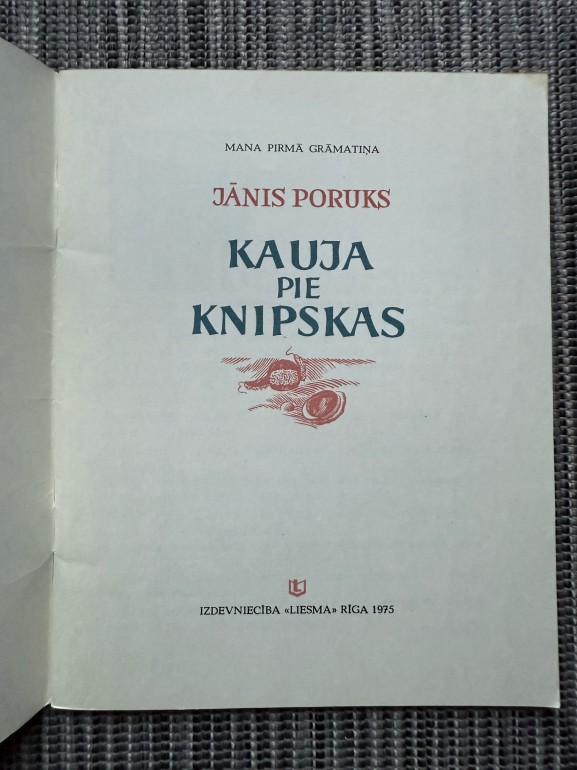 MANA PIRMĀ GRĀMATIŅA
JĀNIS PORUKS
KAUJA
PIE
KNIPSKAS
IZDEVNIECĪBA «LIESMA» RĪGA 1975